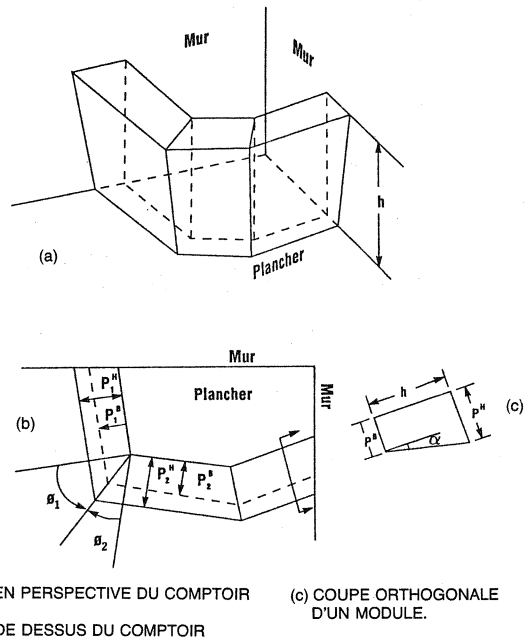 Mur
Mur
h
(a)
Plancher
Mur
(b)
P₁ᴴ
P₁ᴮ
Plancher
Mur
P₂ᴴ
P₂ᴮ
ø₁
ø₂
h
Pᴮ
α
Pᴴ
(c)
EN PERSPECTIVE DU COMPTOIR
(c) COUPE ORTHOGONALE
D'UN MODULE.
DE DESSUS DU COMPTOIR